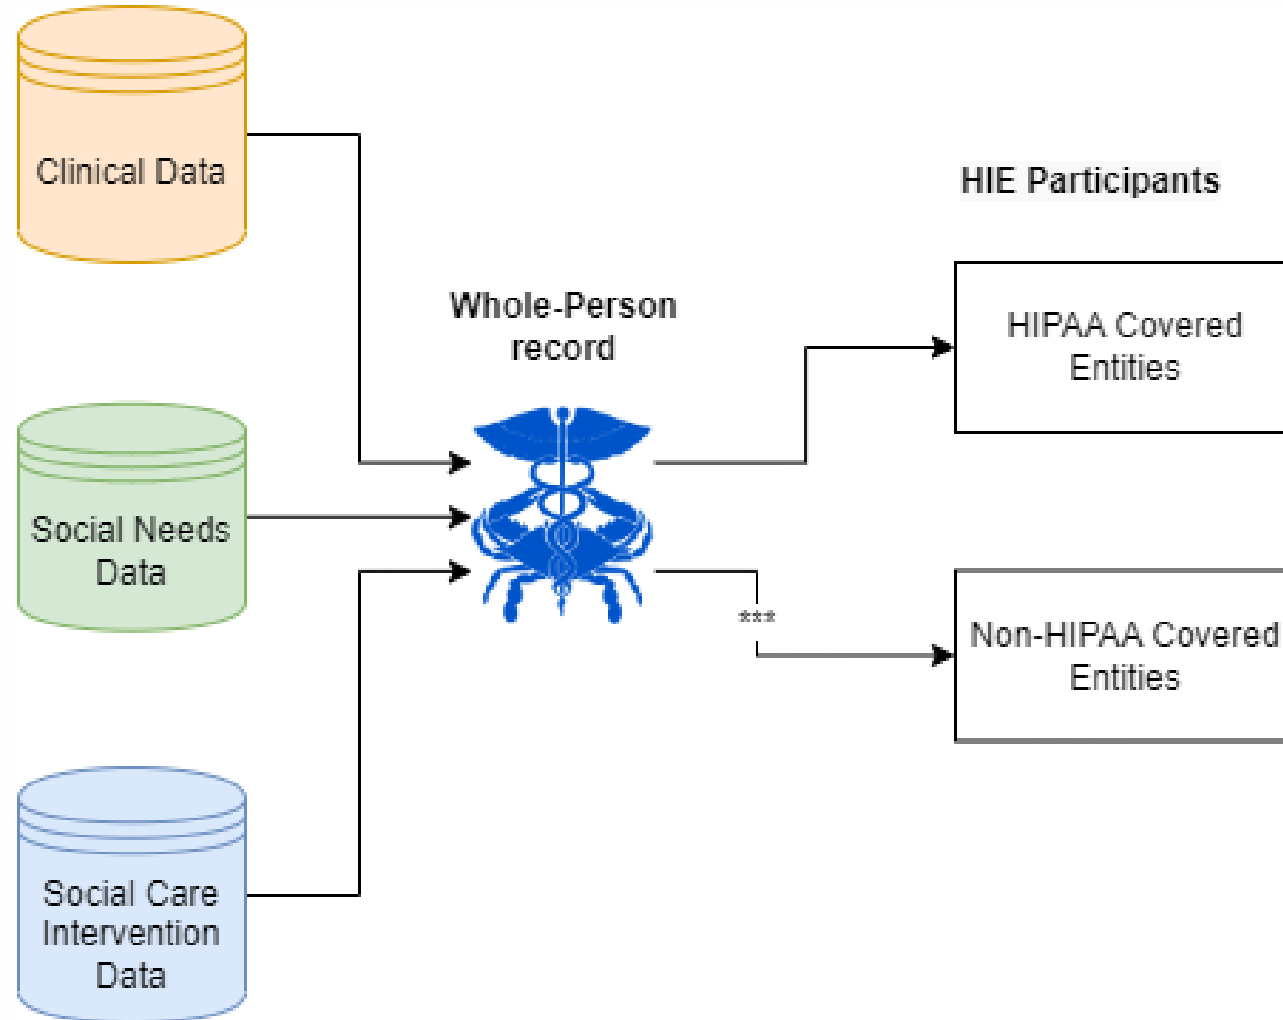 Clinical Data
HIE Participants
Whole-Person
record
HIPAA Covered
Entities
Social Needs
Data
***
Non-HIPAA Covered
Entities
Social Care
Intervention
Data